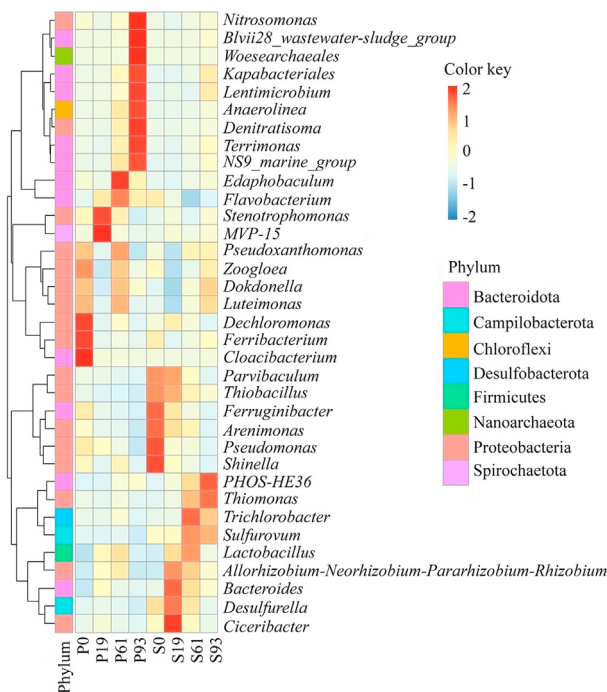 Nitrosomonas
Blvii28_wastewater-sludge_group
Woesearchaeales
Kapabacteriales
Lentimicrobium
Anaerolinea
Denitratisoma
Terrimonas
NS9_marine_group
Edaphobaculum
Flavobacterium
Stenotrophomonas
MVP-15
Pseudoxanthomonas
Zoogloea
Dokdonella
Luteimonas
Dechloromonas
Ferribacterium
Cloacibacterium
Parvibaculum
Thiobacillus
Ferruginibacter
Arenimonas
Pseudomonas
Shinella
PHOS-HE36
Thiomonas
Trichlorobacter
Sulfurovum
Lactobacillus
Allorhizobium-Neorhizobium-Pararhizobium-Rhizobium
Bacteroides
Desulfurella
Ciceribacter
Phylum P0 P19 P61 P93 S0 S19 S61 S93
Color key
2
1
0
-1
-2
Phylum
Bacteroidota
Campilobacterota
Chloroflexi
Desulfobacterota
Firmicutes
Nanoarchaeota
Proteobacteria
Spirochaetota